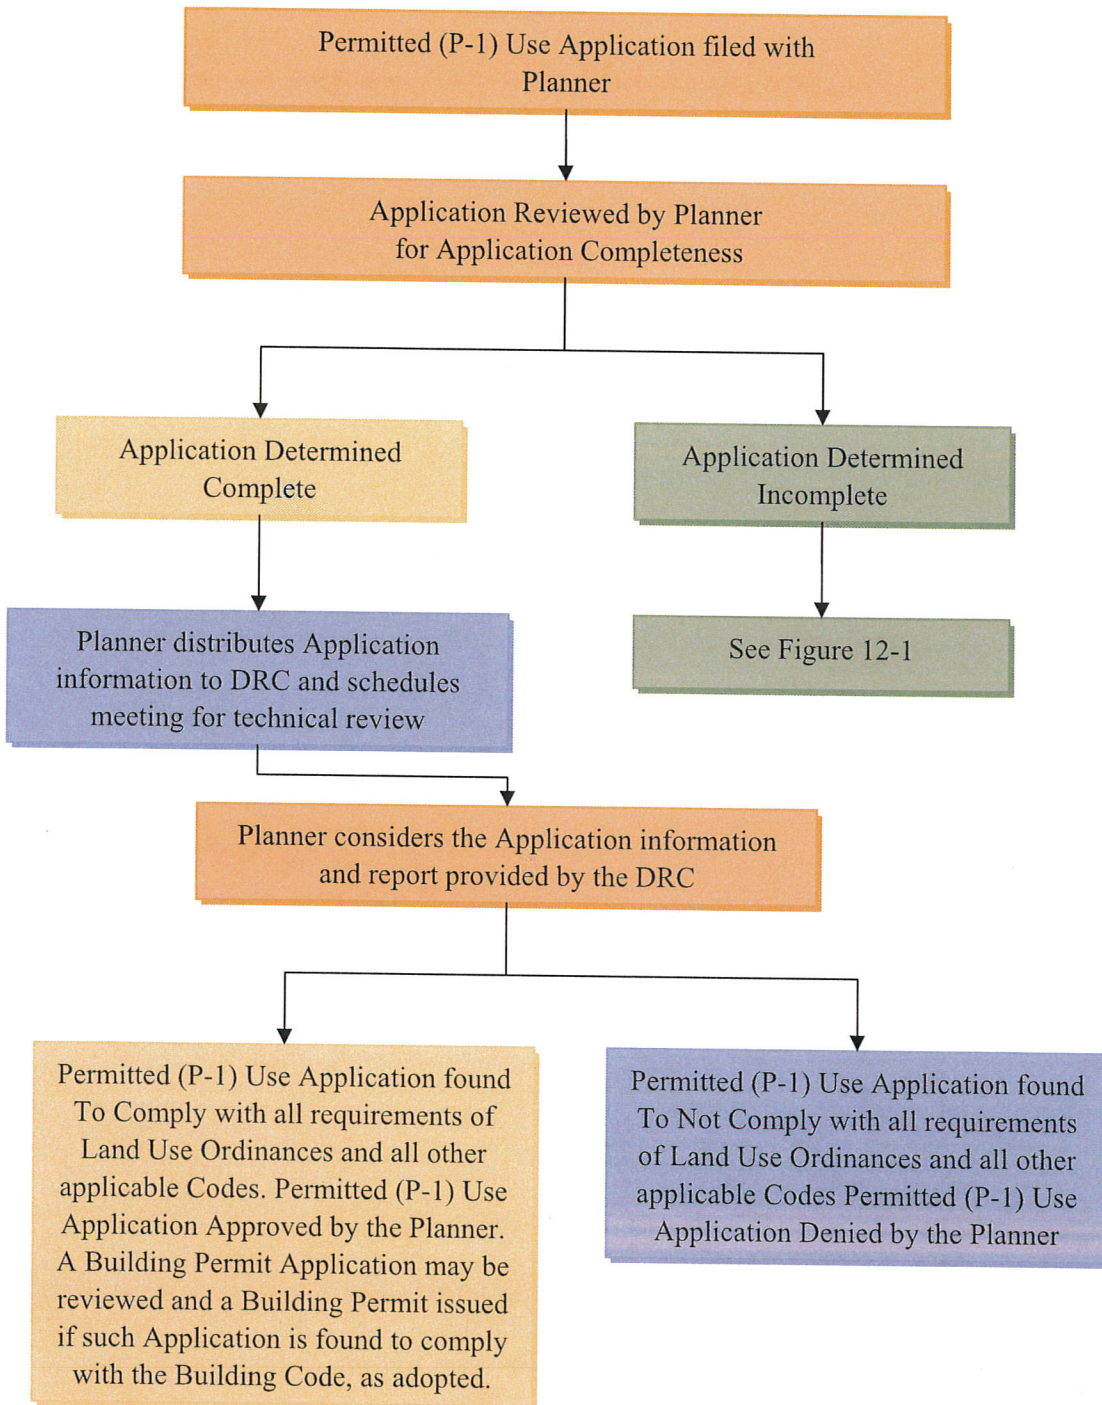 Permitted (P-1) Use Application filed with
Planner
Application Reviewed by Planner
for Application Completeness
Application Determined
Complete
Application Determined
Incomplete
Planner distributes Application
information to DRC and schedules
meeting for technical review
See Figure 12-1
Planner considers the Application information
and report provided by the DRC
Permitted (P-1) Use Application found
To Comply with all requirements of
Land Use Ordinances and all other
applicable Codes. Permitted (P-1) Use
Application Approved by the Planner.
A Building Permit Application may be
reviewed and a Building Permit issued
if such Application is found to comply
with the Building Code, as adopted.
Permitted (P-1) Use Application found
To Not Comply with all requirements
of Land Use Ordinances and all other
applicable Codes Permitted (P-1) Use
Application Denied by the Planner